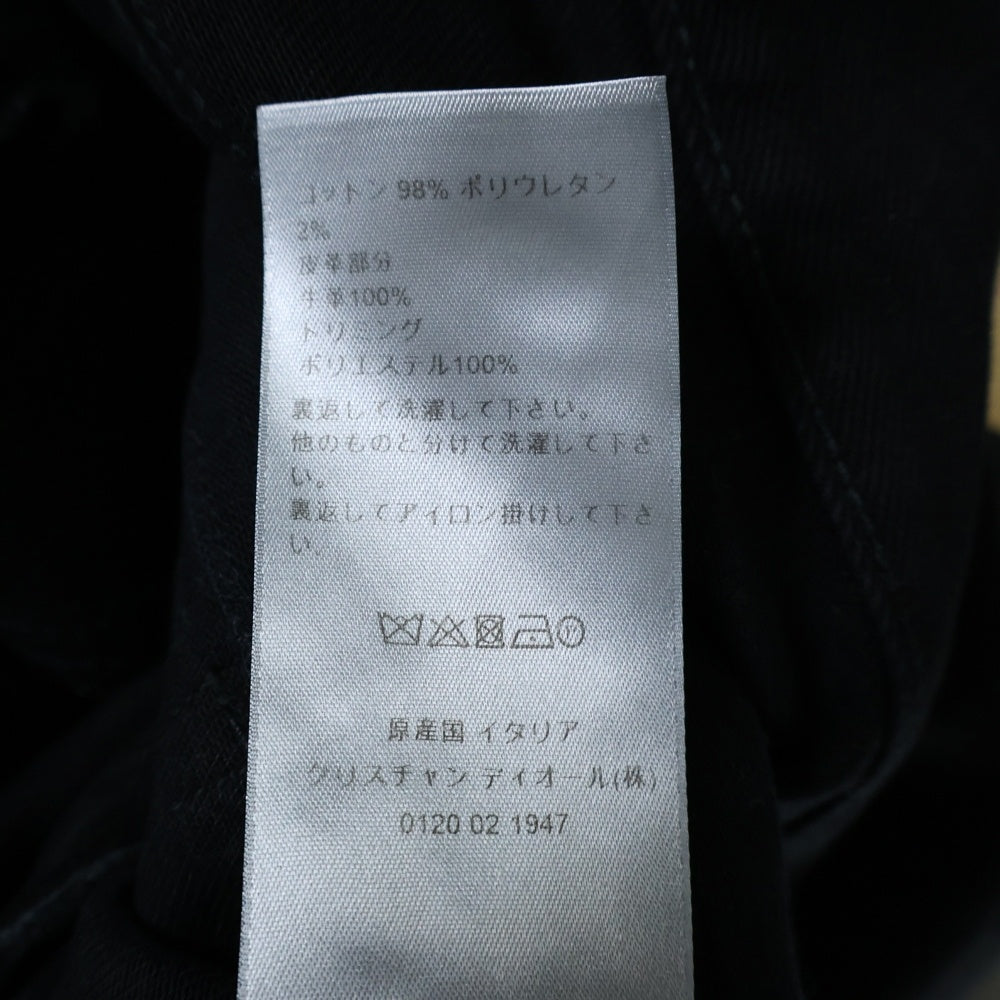 コットン 98% ポリウレタン
2%
皮革部分
牛革100%
トリミング
ポリエステル100%
裏返して洗濯して下さい。
他のものと分けて洗濯して下さ
い。
裏返してアイロン掛けして下さ
い。
原産国 イタリア
クリスチャン ディオール(株)
0120 02 1947